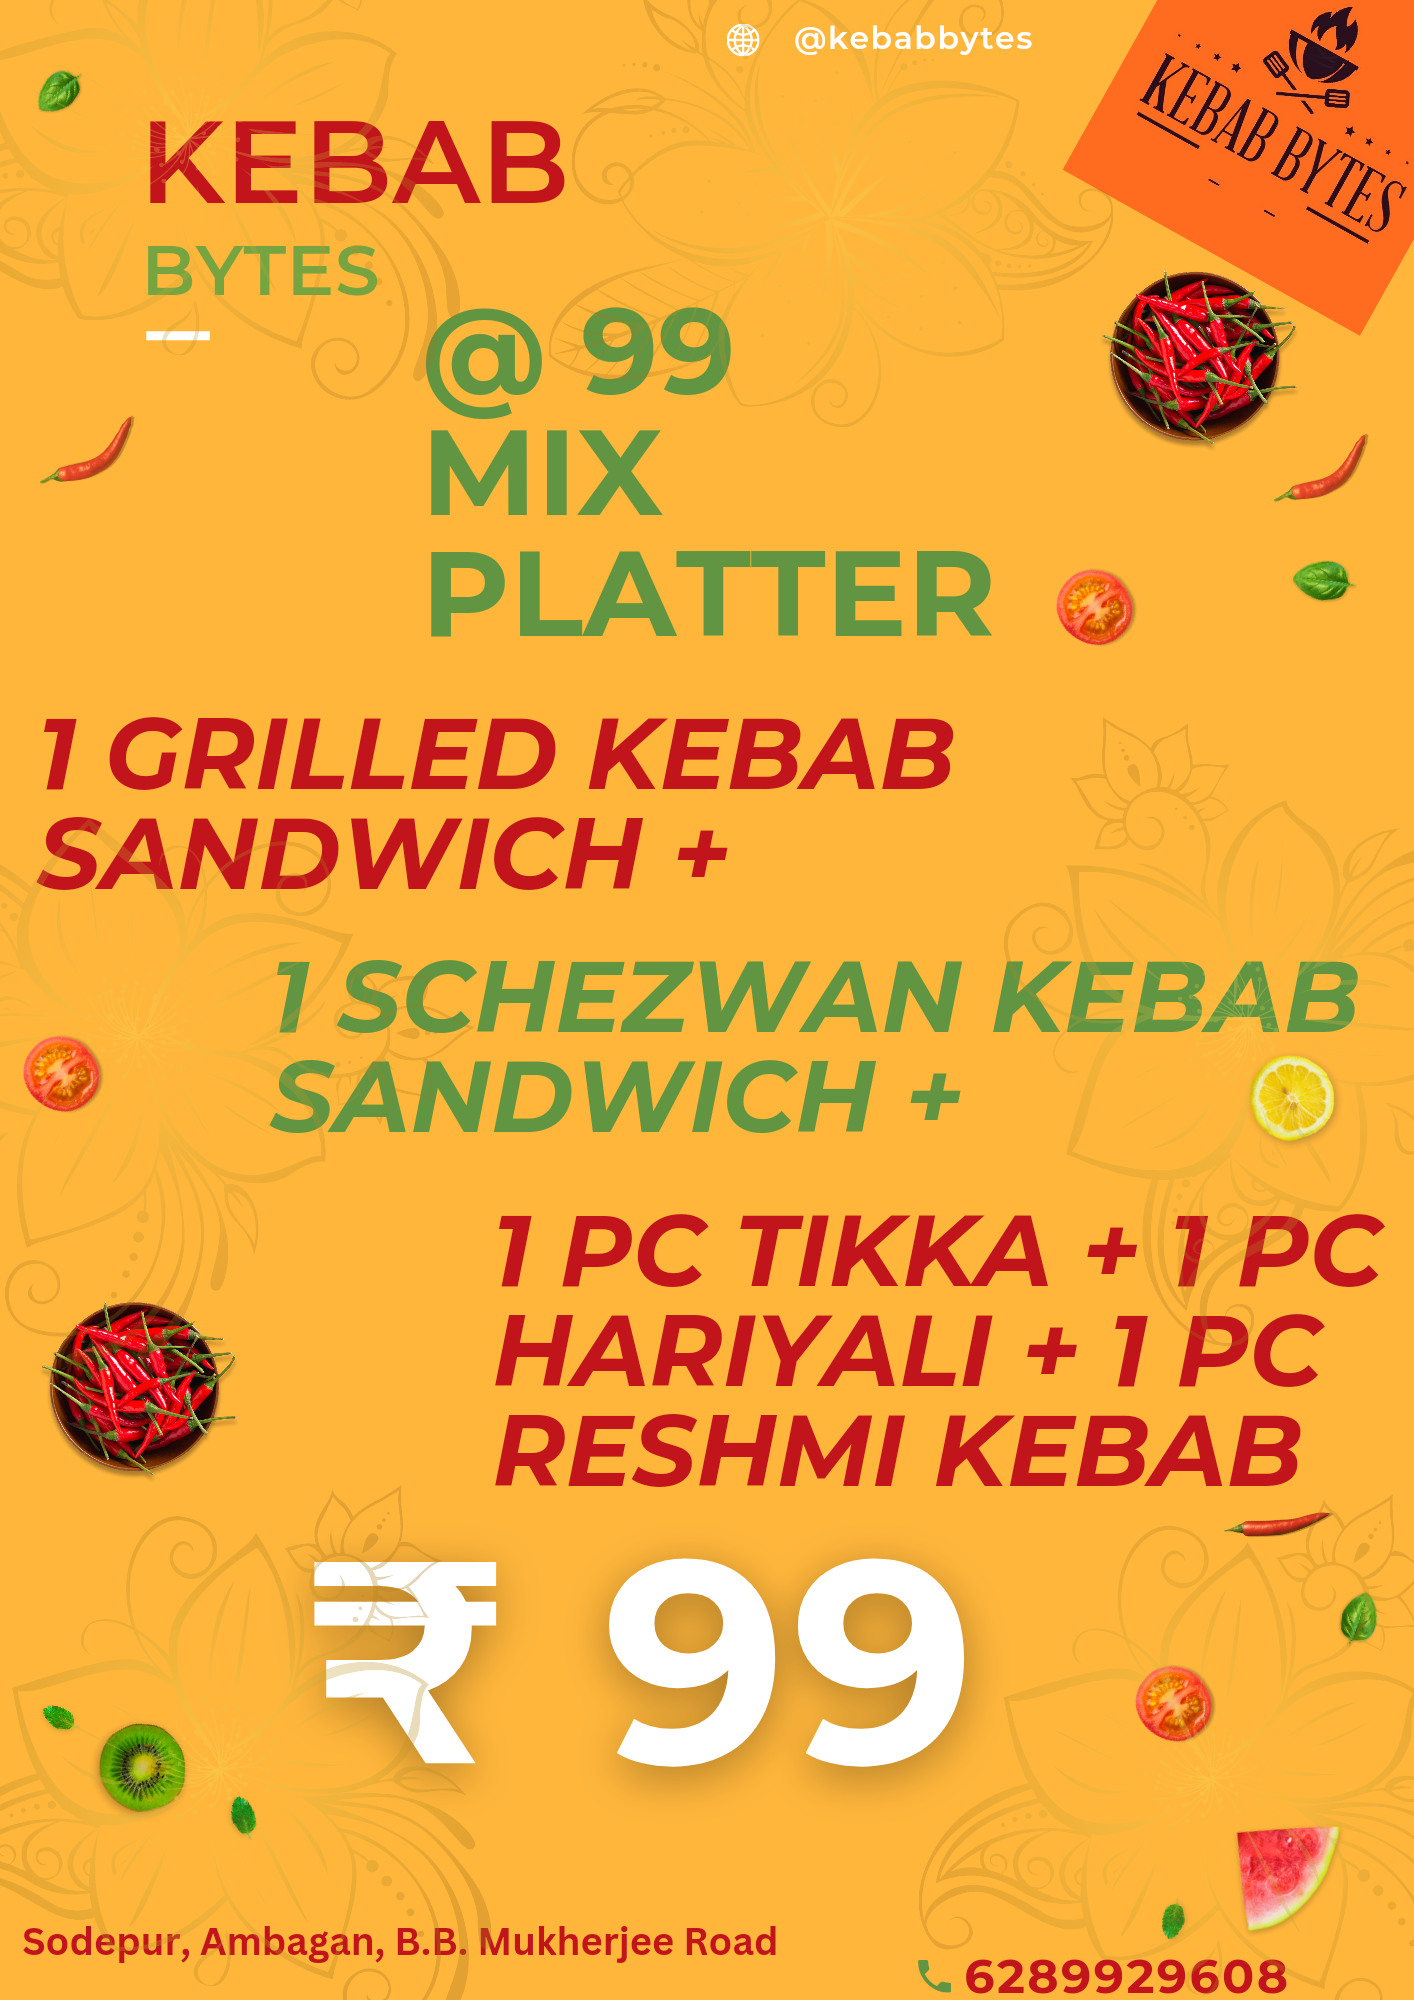 @kebabbytes
KEBAB BYTES
KEBAB
BYTES
@ 99
MIX
PLATTER
1 GRILLED KEBAB
SANDWICH +
1 SCHEZWAN KEBAB
SANDWICH +
1 PC TIKKA + 1 PC
HARIYALI + 1 PC
RESHMI KEBAB
₹ 99
Sodepur, Ambagan, B.B. Mukherjee Road
6289929608